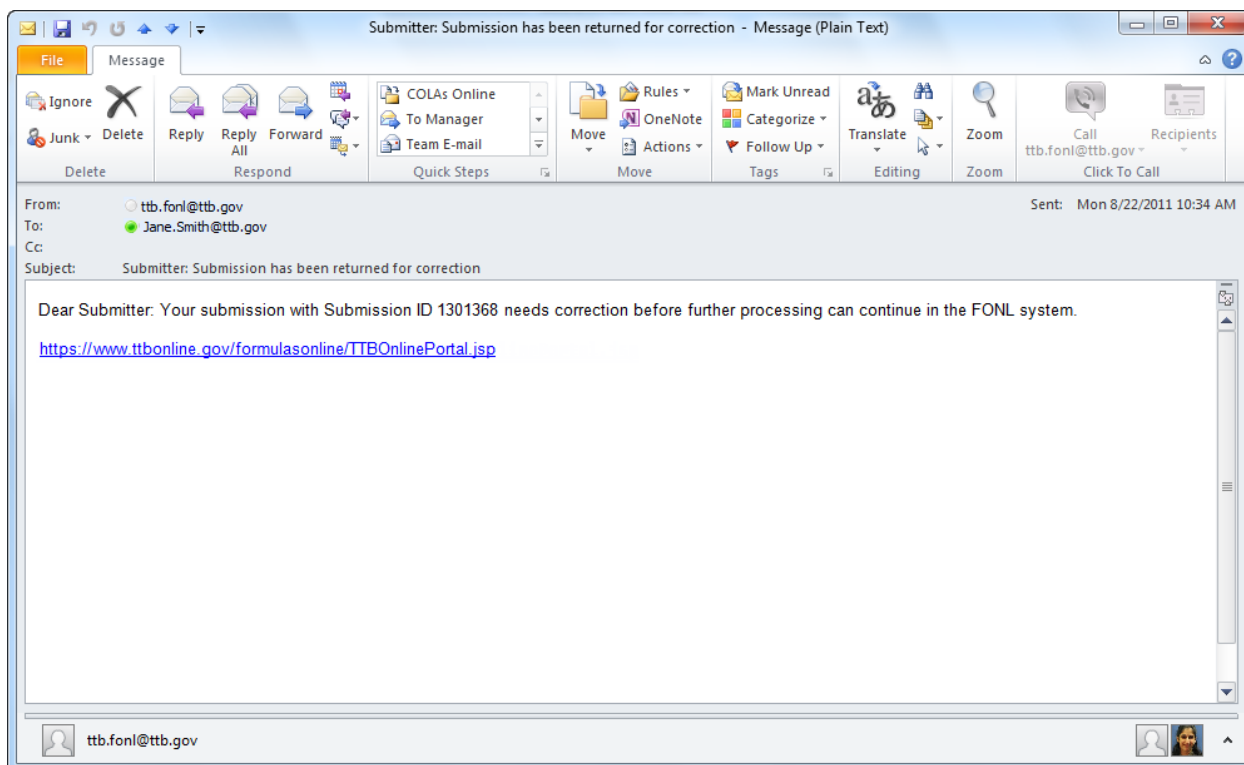 Submitter: Submission has been returned for correction - Message (Plain Text)
File Message
Ignore
Junk
Delete
Reply
Reply All
Forward
COLAs Online
To Manager
Team E-mail
Move
Rules
OneNote
Actions
Mark Unread
Categorize
Follow Up
Translate
Zoom
Call
ttb.fonl@ttb.gov
Recipients
Delete Respond Quick Steps Move Tags Editing Zoom Click To Call
From: ttb.fonl@ttb.gov Sent: Mon 8/22/2011 10:34 AM
To: Jane.Smith@ttb.gov
Cc:
Subject: Submitter: Submission has been returned for correction
Dear Submitter: Your submission with Submission ID 1301368 needs correction before further processing can continue in the FONL system.
https://www.ttbonline.gov/formulasonline/TTBOnlinePortal.jsp
ttb.fonl@ttb.gov